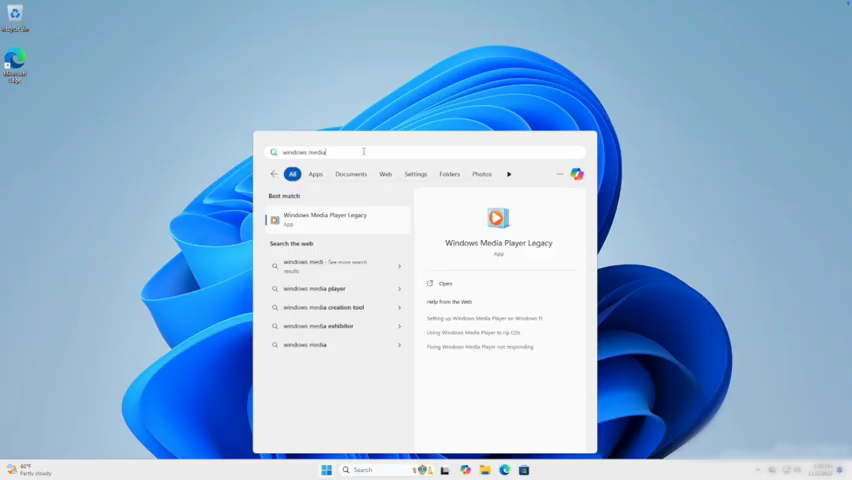 Recycle Bin
Microsoft
Edge
windows media
All
Apps
Documents
Web
Settings
Folders
Photos
Best match
Windows Media Player Legacy
App
Search the web
windows medi - See more search
results
windows media player
windows media creation tool
windows media exhibitor
windows media
Windows Media Player Legacy
App
Open
Help from the Web
Setting up Windows Media Player on Windows 11
Using Windows Media Player to rip CDs
Fixing Windows Media Player not responding
Partly cloudy
Search